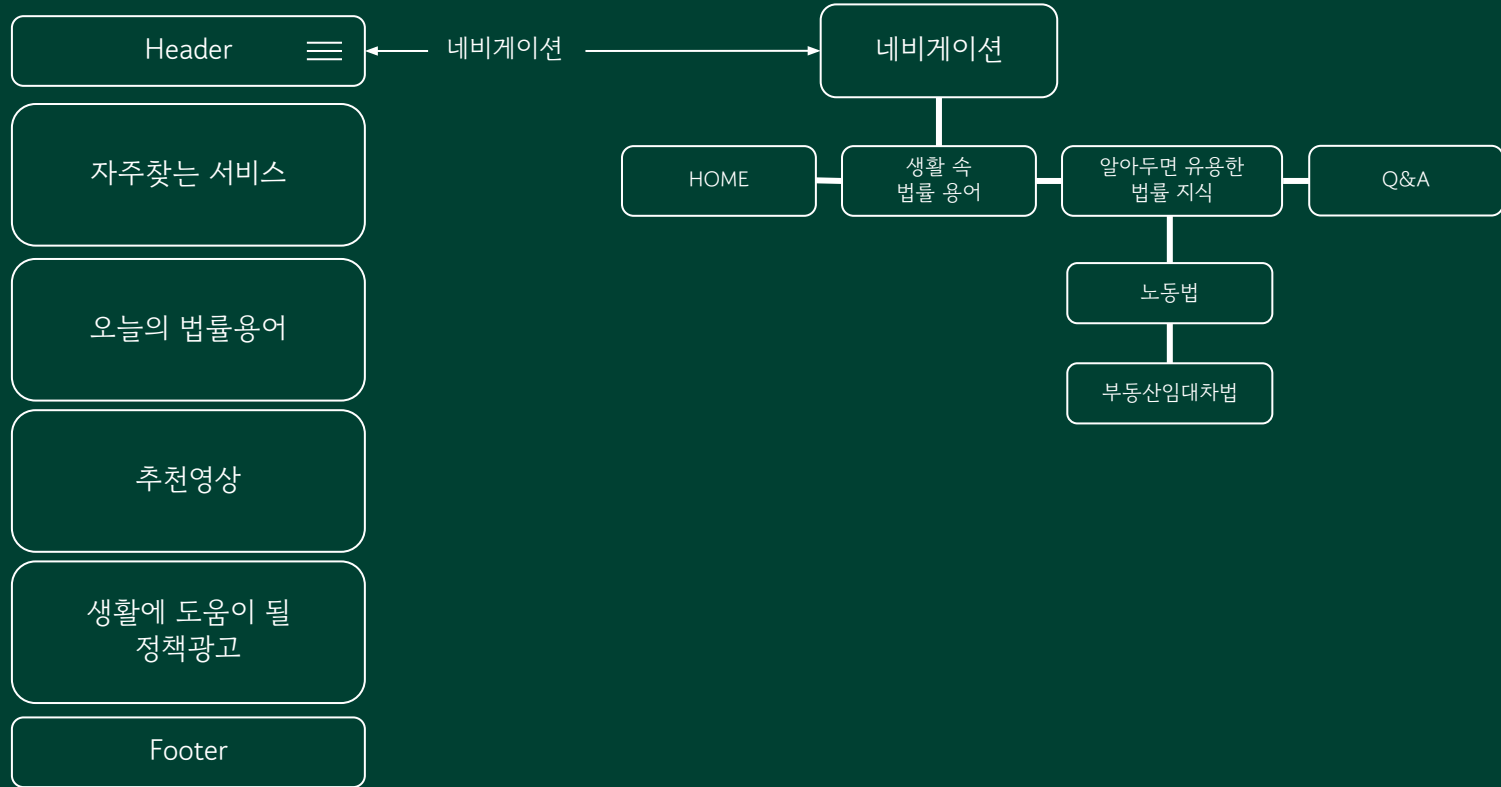 Header
네비게이션
네비게이션
자주찾는 서비스
오늘의 법률용어
추천영상
생활에 도움이 될
정책광고
Footer
HOME
생활 속
법률 용어
알아두면 유용한
법률 지식
Q&A
노동법
부동산임대차법